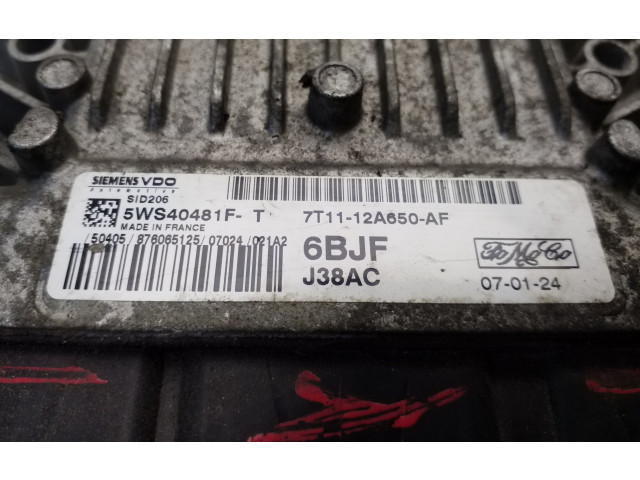 SIEMENS VDO
Automotive
SID206
5WS40481F- T 7T11-12A650-AF
MADE IN FRANCE
/50405/876065125/07024/021A2
6BJF
J38AC
FoMoCo
07-01-24